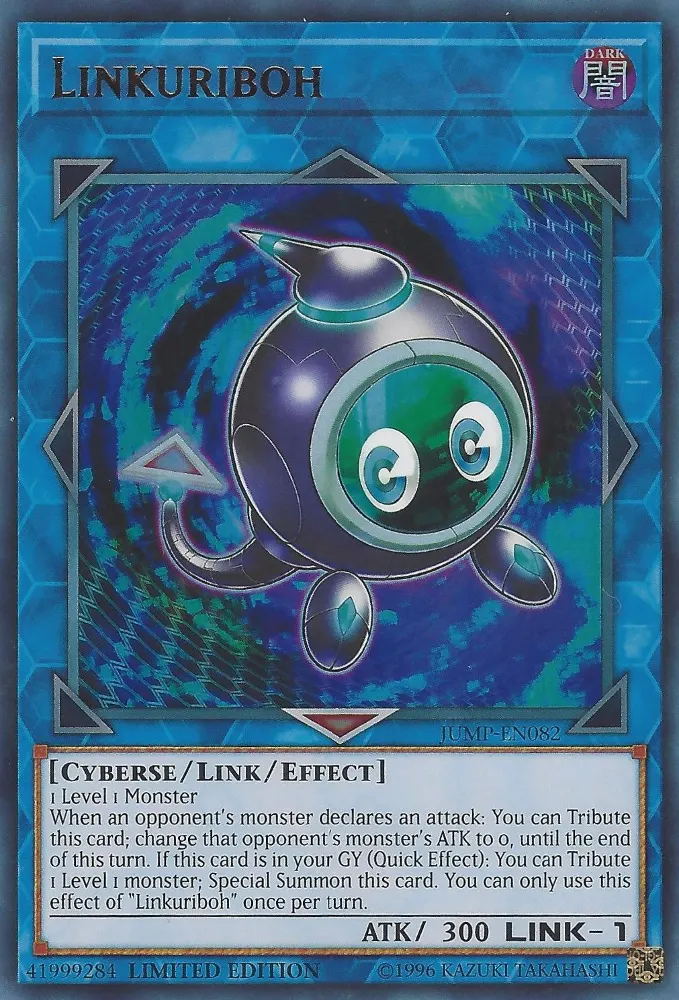 LINKURIBOH
DARK
闇
JUMP-EN082
[CYBERSE/LINK/EFFECT]
1 Level 1 Monster
When an opponent's monster declares an attack: You can Tribute
this card; change that opponent's monster's ATK to 0, until the end
of this turn. If this card is in your GY (Quick Effect): You can Tribute
1 Level 1 monster; Special Summon this card. You can only use this
effect of "Linkuriboh" once per turn.
ATK/ 300 LINK-1
41999284 LIMITED EDITION ©1996 KAZUKI TAKAHASHI